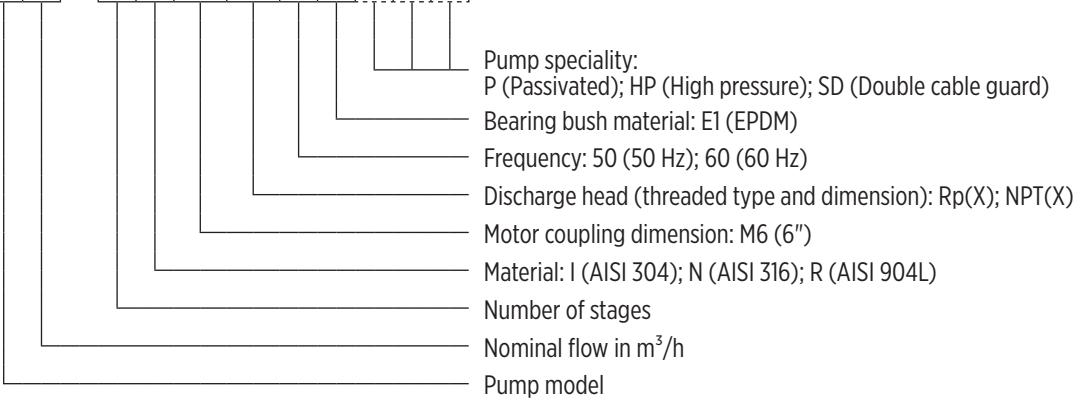 Pump speciality:
P (Passivated); HP (High pressure); SD (Double cable guard)
Bearing bush material: E1 (EPDM)
Frequency: 50 (50 Hz); 60 (60 Hz)
Discharge head (threaded type and dimension): Rp(X); NPT(X)
Motor coupling dimension: M6 (6")
Material: I (AISI 304); N (AISI 316); R (AISI 904L)
Number of stages
Nominal flow in m³/h
Pump model